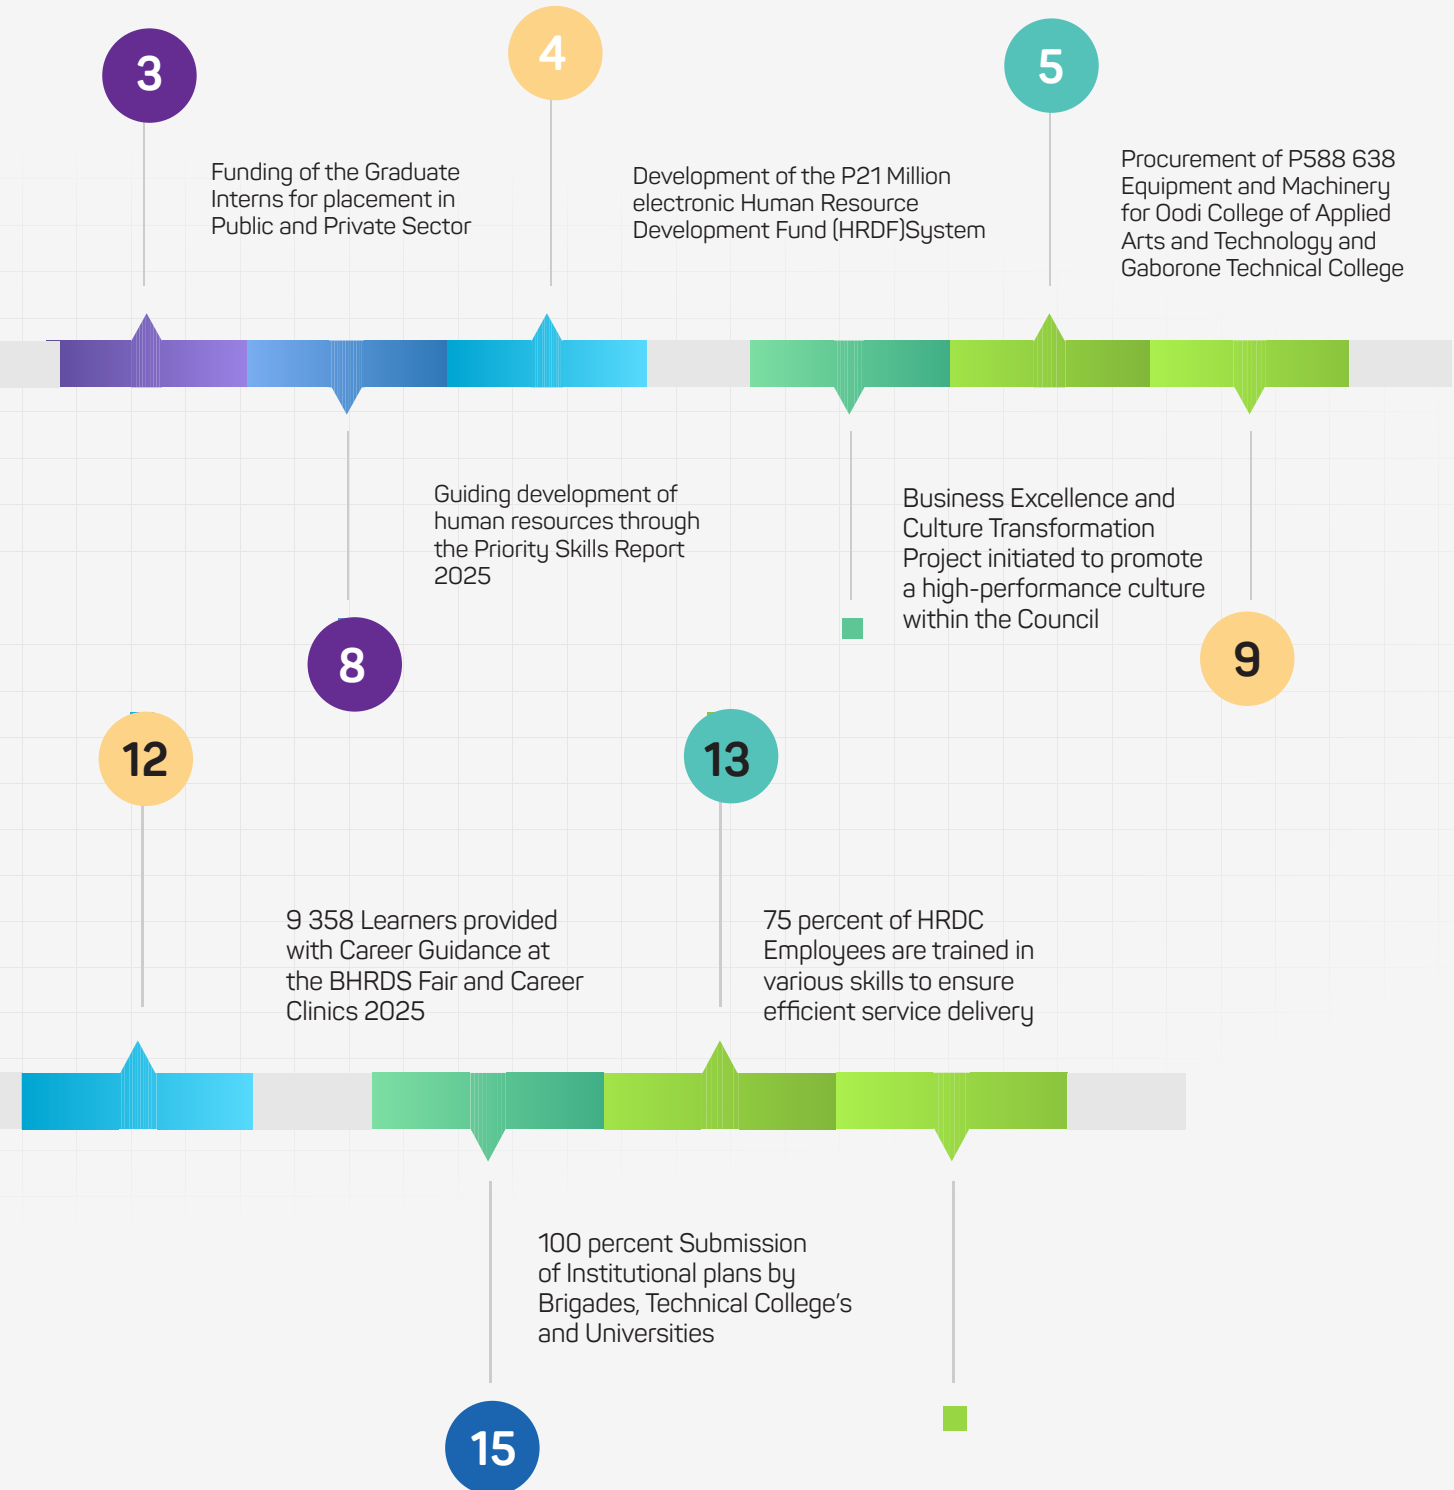 3
Funding of the Graduate
Interns for placement in
Public and Private Sector
4
Development of the P21 Million
electronic Human Resource
Development Fund (HRDF)System
5
Procurement of P588 638
Equipment and Machinery
for Oodi College of Applied
Arts and Technology and
Gaborone Technical College
Guiding development of
human resources through
the Priority Skills Report
2025
8
Business Excellence and
Culture Transformation
Project initiated to promote
a high-performance culture
within the Council
9
12
9 358 Learners provided
with Career Guidance at
the BHRDS Fair and Career
Clinics 2025
13
75 percent of HRDC
Employees are trained in
various skills to ensure
efficient service delivery
100 percent Submission
of Institutional plans by
Brigades, Technical College’s
and Universities
15